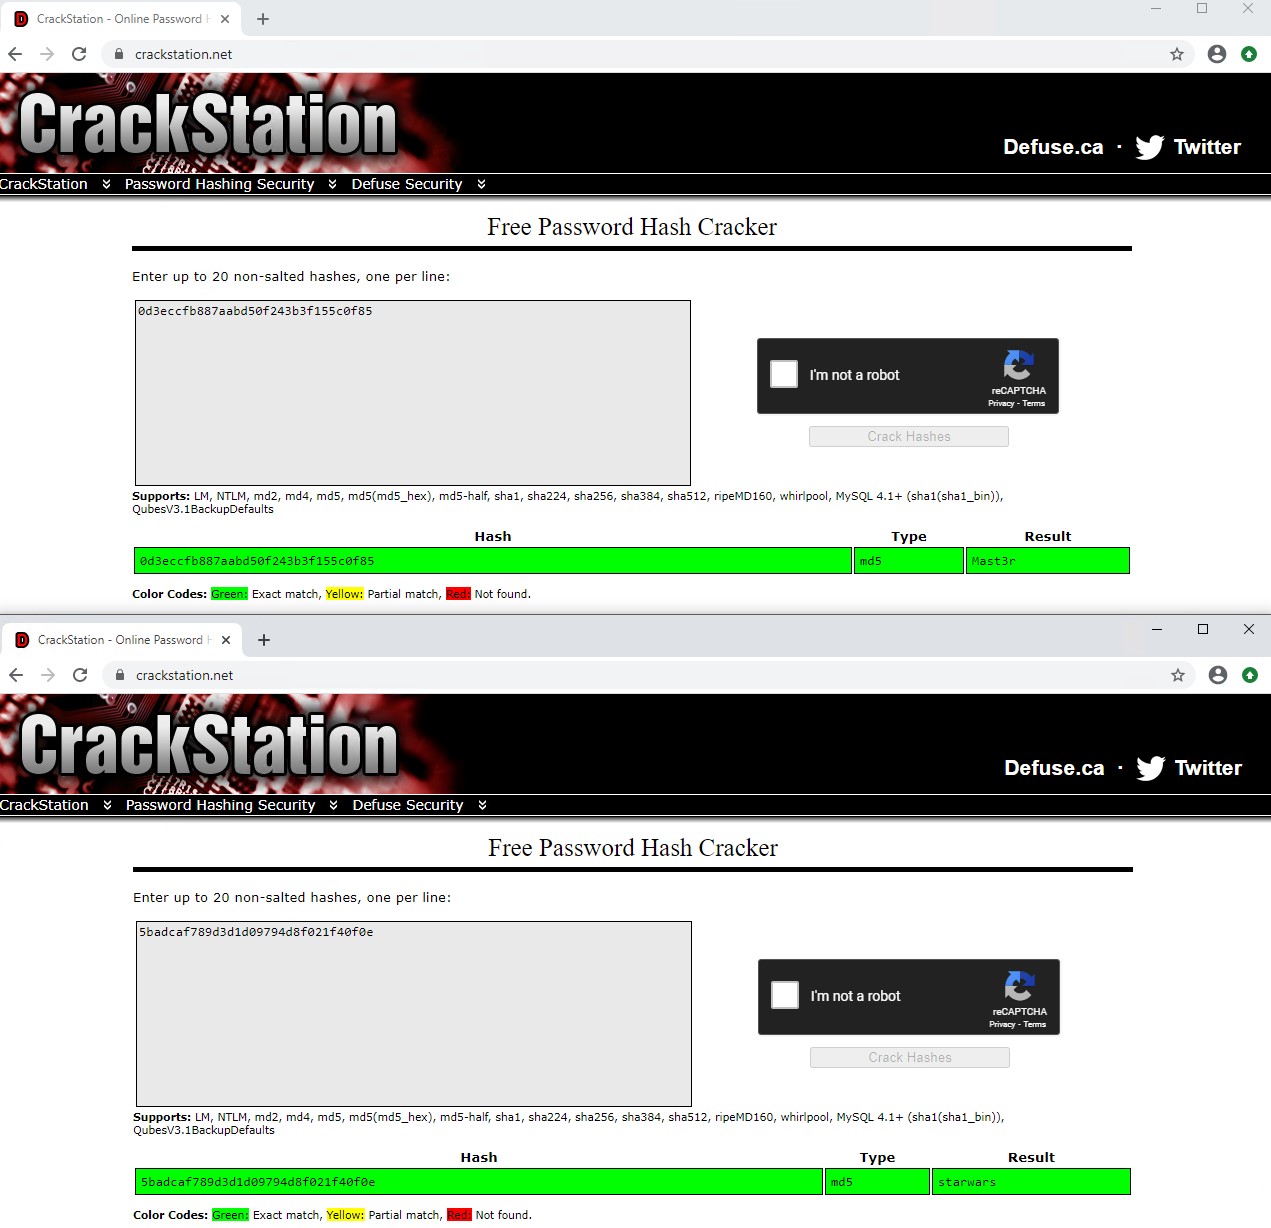 CrackStation - Online Password H
crackstation.net
CrackStation
Defuse.ca · Twitter
CrackStation Password Hashing Security Defuse Security
Free Password Hash Cracker
Enter up to 20 non-salted hashes, one per line:
0d3eccfb887aabd50f243b3f155c0f85
I'm not a robot
reCAPTCHA
Privacy - Terms
Crack Hashes
Supports: LM, NTLM, md2, md4, md5, md5(md5_hex), md5-half, sha1, sha224, sha256, sha384, sha512, ripeMD160, whirlpool, MySQL 4.1+ (sha1(sha1_bin)),
QubesV3.1BackupDefaults
Hash Type Result
0d3eccfb887aabd50f243b3f155c0f85 md5 Mast3r
Color Codes: Green: Exact match, Yellow: Partial match, Red: Not found.
CrackStation - Online Password H
crackstation.net
CrackStation
Defuse.ca · Twitter
CrackStation Password Hashing Security Defuse Security
Free Password Hash Cracker
Enter up to 20 non-salted hashes, one per line:
5badcaf789d3d1d09794d8f021f40f0e
I'm not a robot
reCAPTCHA
Privacy - Terms
Crack Hashes
Supports: LM, NTLM, md2, md4, md5, md5(md5_hex), md5-half, sha1, sha224, sha256, sha384, sha512, ripeMD160, whirlpool, MySQL 4.1+ (sha1(sha1_bin)),
QubesV3.1BackupDefaults
Hash Type Result
5badcaf789d3d1d09794d8f021f40f0e md5 starwars
Color Codes: Green: Exact match, Yellow: Partial match, Red: Not found.